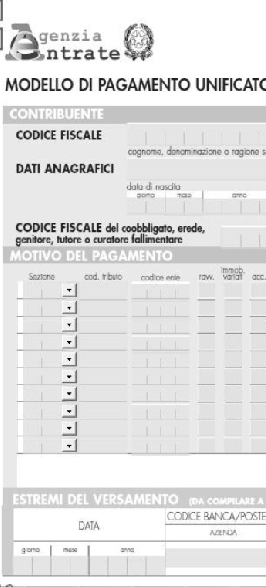 Agenzia
Entrate
MODELLO DI PAGAMENTO UNIFICATO
CONTRIBUENTE
CODICE FISCALE
cognome, denominazione o ragione s
DATI ANAGRAFICI
data di nascita
giorno mese anno
CODICE FISCALE del coobbligato, erede,
genitore, tutore o curatore fallimentare
MOTIVO DEL PAGAMENTO
Sezione cod. tributo codice ente ravv. immob. variati acc.
ESTREMI DEL VERSAMENTO (DA COMPILARE A
CODICE BANCA/POSTE
DATA
AZIENDA
giorno mese anno